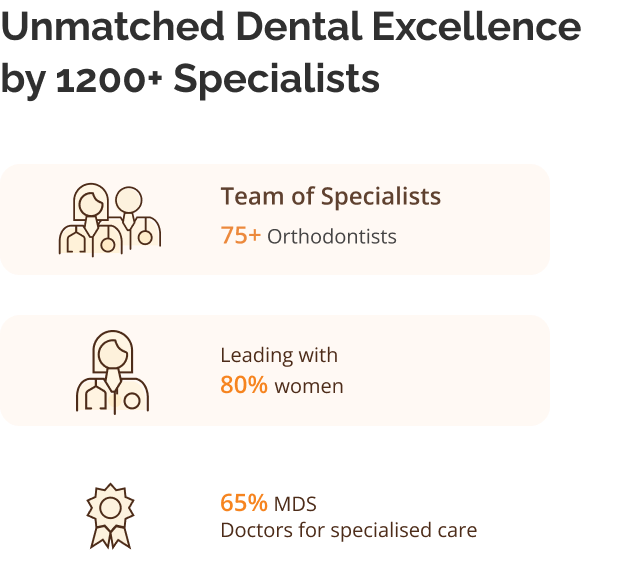 Unmatched Dental Excellence
by 1200+ Specialists
Team of Specialists
75+ Orthodontists
Leading with
80% women
65% MDS
Doctors for specialised care